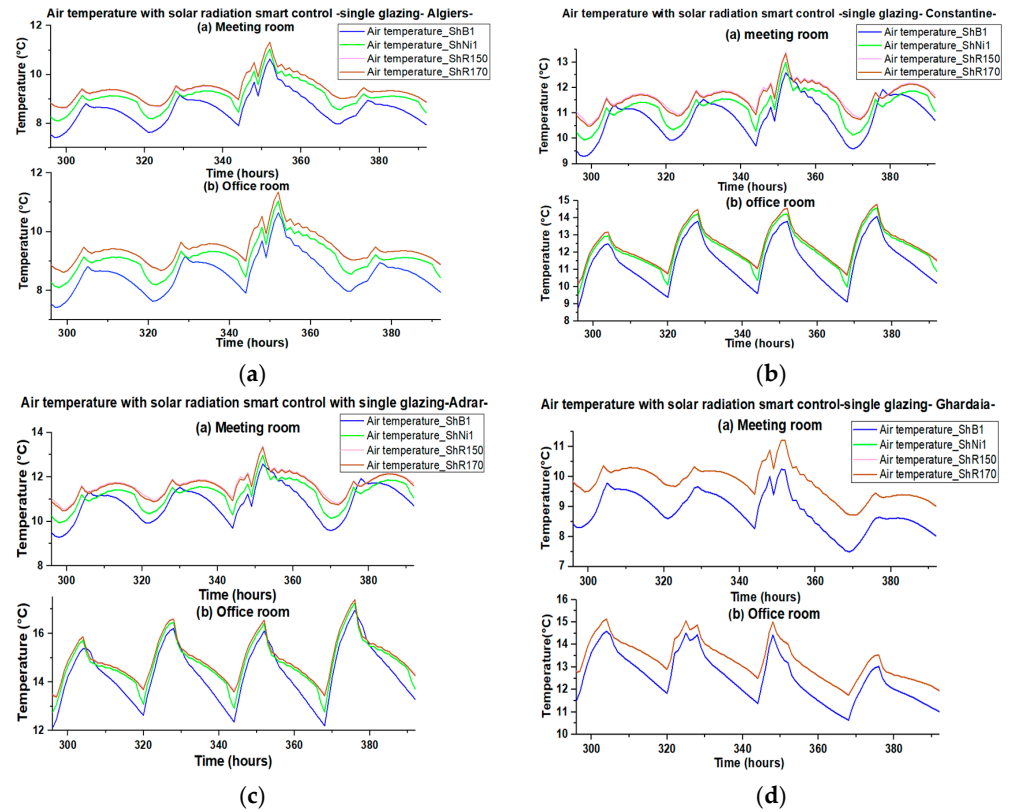 Air temperature with solar radiation smart control -single glazing- Algiers-
(a) Meeting room
Air temperature_ShB1
Air temperature_ShNi1
Air temperature_ShR150
Air temperature_ShR170
Temperature (°C)
12
10
8
300 320 340 360 380
Time (hours)
(b) Office room
Temperature (°C)
12
10
8
300 320 340 360 380
Time (hours)
(a)
Air temperature with solar radiation smart control -single glazing- Constantine-
(a) meeting room
Air temperature_ShB1
Air temperature_ShNi1
Air temperature_ShR150
Air temperature_ShR170
Temperature (°C)
13
12
11
10
9
300 320 340 360 380
Time (hours)
(b) office room
Temperature (°C)
15
14
13
12
11
10
9
8
300 320 340 360 380
Time (hours)
(b)
Air temperature with solar radiation smart control with single glazing-Adrar-
(a) Meeting room
Air temperature_ShB1
Air temperature_ShNi1
Air temperature_ShR150
Air temperature_ShR170
Temperature (°C)
14
12
10
8
300 320 340 360 380
Time (hours)
(b) Office room
Temperature (°C)
16
14
12
300 320 340 360 380
Time (hours)
(c)
Air temperature with solar radiation smart control-single glazing- Ghardaia-
(a) Meeting room
Air temperature_ShB1
Air temperature_ShNi1
Air temperature_ShR150
Air temperature_ShR170
Temperature(°C)
11
10
9
8
7
300 320 340 360 380
Time (hours)
(b) Office room
Temperature(°C)
16
15
14
13
12
11
10
300 320 340 360 380
Time (hours)
(d)